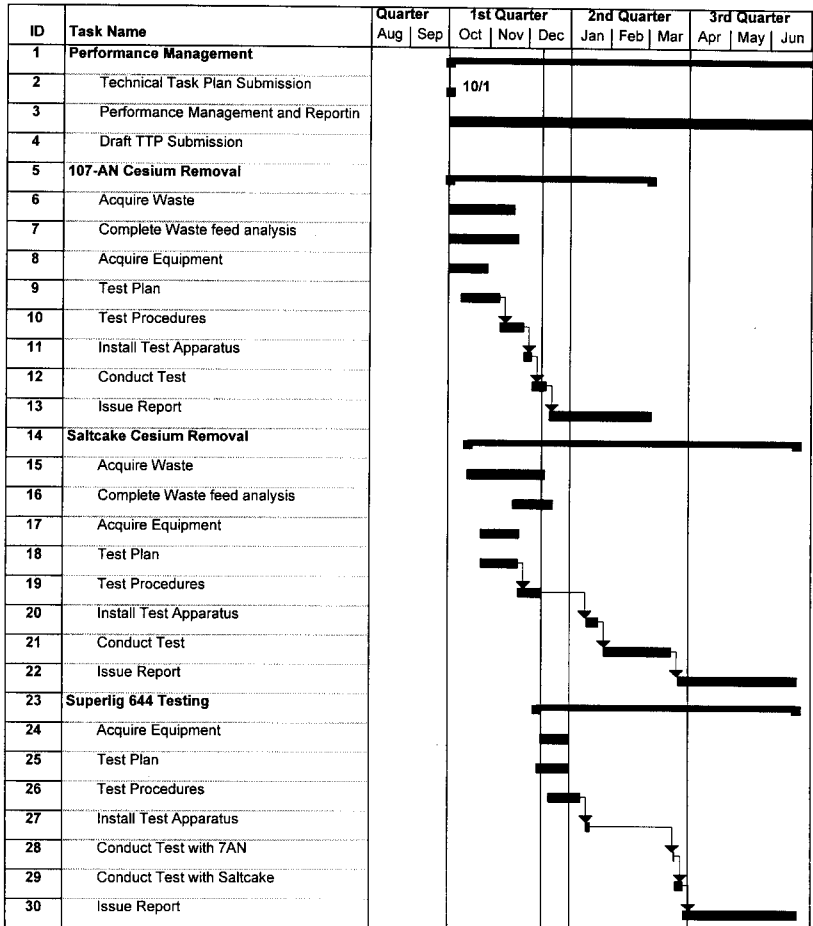 Quarter 1st Quarter 2nd Quarter 3rd Quarter
ID Task Name Aug Sep Oct Nov Dec Jan Feb Mar Apr May Jun
1 Performance Management
2 Technical Task Plan Submission 10/1
3 Performance Management and Reportin
4 Draft TTP Submission
5 107-AN Cesium Removal
6 Acquire Waste
7 Complete Waste feed analysis
8 Acquire Equipment
9 Test Plan
10 Test Procedures
11 Install Test Apparatus
12 Conduct Test
13 Issue Report
14 Saltcake Cesium Removal
15 Acquire Waste
16 Complete Waste feed analysis
17 Acquire Equipment
18 Test Plan
19 Test Procedures
20 Install Test Apparatus
21 Conduct Test
22 Issue Report
23 Superlig 644 Testing
24 Acquire Equipment
25 Test Plan
26 Test Procedures
27 Install Test Apparatus
28 Conduct Test with 7AN
29 Conduct Test with Saltcake
30 Issue Report